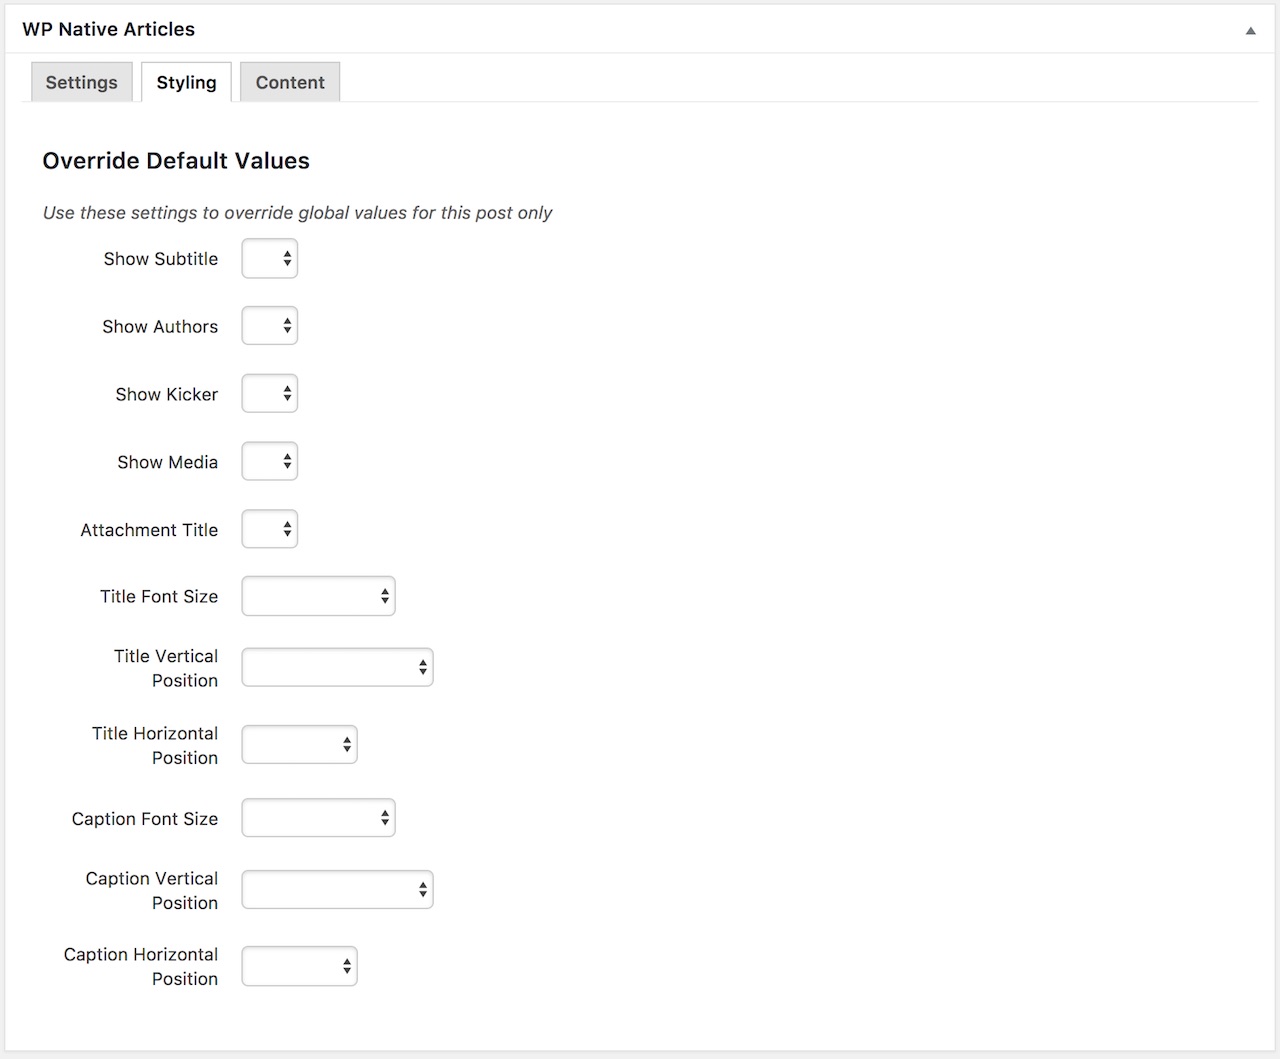 WP Native Articles
Settings
Styling
Content
Override Default Values
Use these settings to override global values for this post only
Show Subtitle
Show Authors
Show Kicker
Show Media
Attachment Title
Title Font Size
Title Vertical
Position
Title Horizontal
Position
Caption Font Size
Caption Vertical
Position
Caption Horizontal
Position